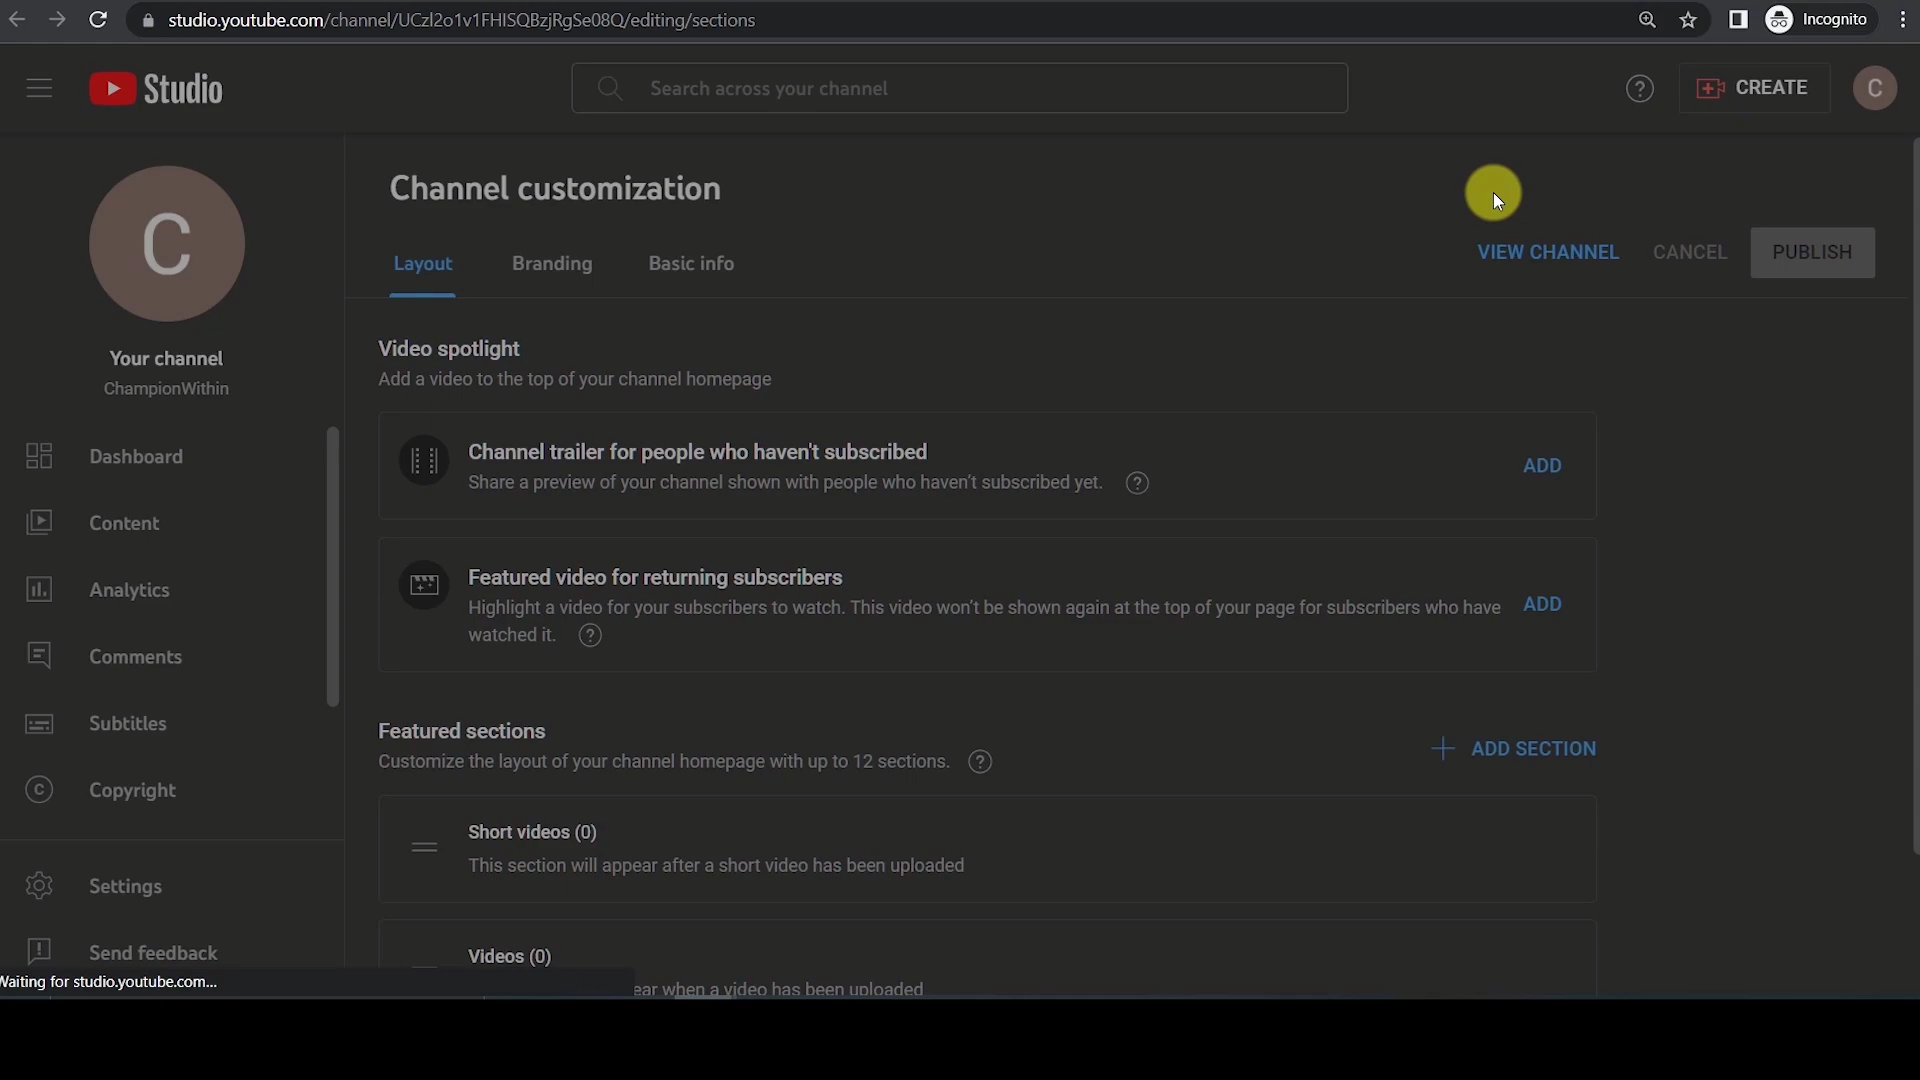 studio.youtube.com/channel/UCzl2o1v1FHISQBzjRgSe08Q/editing/sections
Incognito
Studio
Search across your channel
CREATE
C
C
Your channel
ChampionWithin
Dashboard
Content
Analytics
Comments
Subtitles
Copyright
Settings
Send feedback
Waiting for studio.youtube.com...
Channel customization
Layout Branding Basic info
VIEW CHANNEL CANCEL PUBLISH
Video spotlight
Add a video to the top of your channel homepage
Channel trailer for people who haven't subscribed
Share a preview of your channel shown with people who haven't subscribed yet.
ADD
Featured video for returning subscribers
Highlight a video for your subscribers to watch. This video won't be shown again at the top of your page for subscribers who have
watched it.
ADD
Featured sections
Customize the layout of your channel homepage with up to 12 sections.
ADD SECTION
Short videos (0)
This section will appear after a short video has been uploaded
Videos (0)
ear when a video has been uploaded